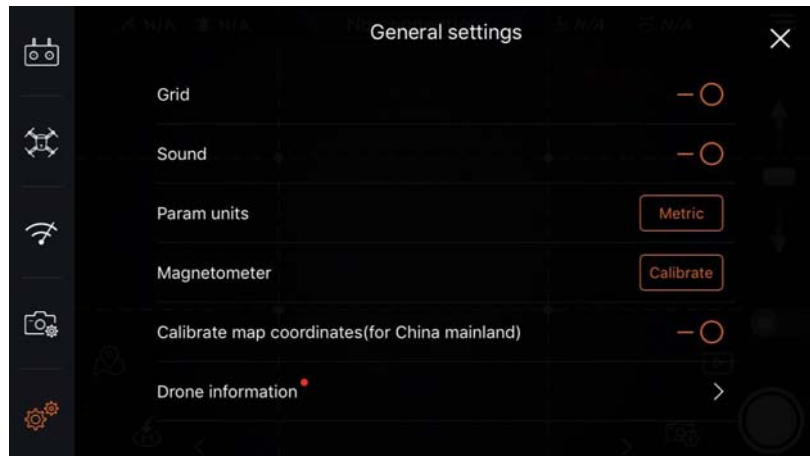 General settings
Grid
Sound
Param units
Metric
Magnetometer
Calibrate
Calibrate map coordinates(for China mainland)
Drone information